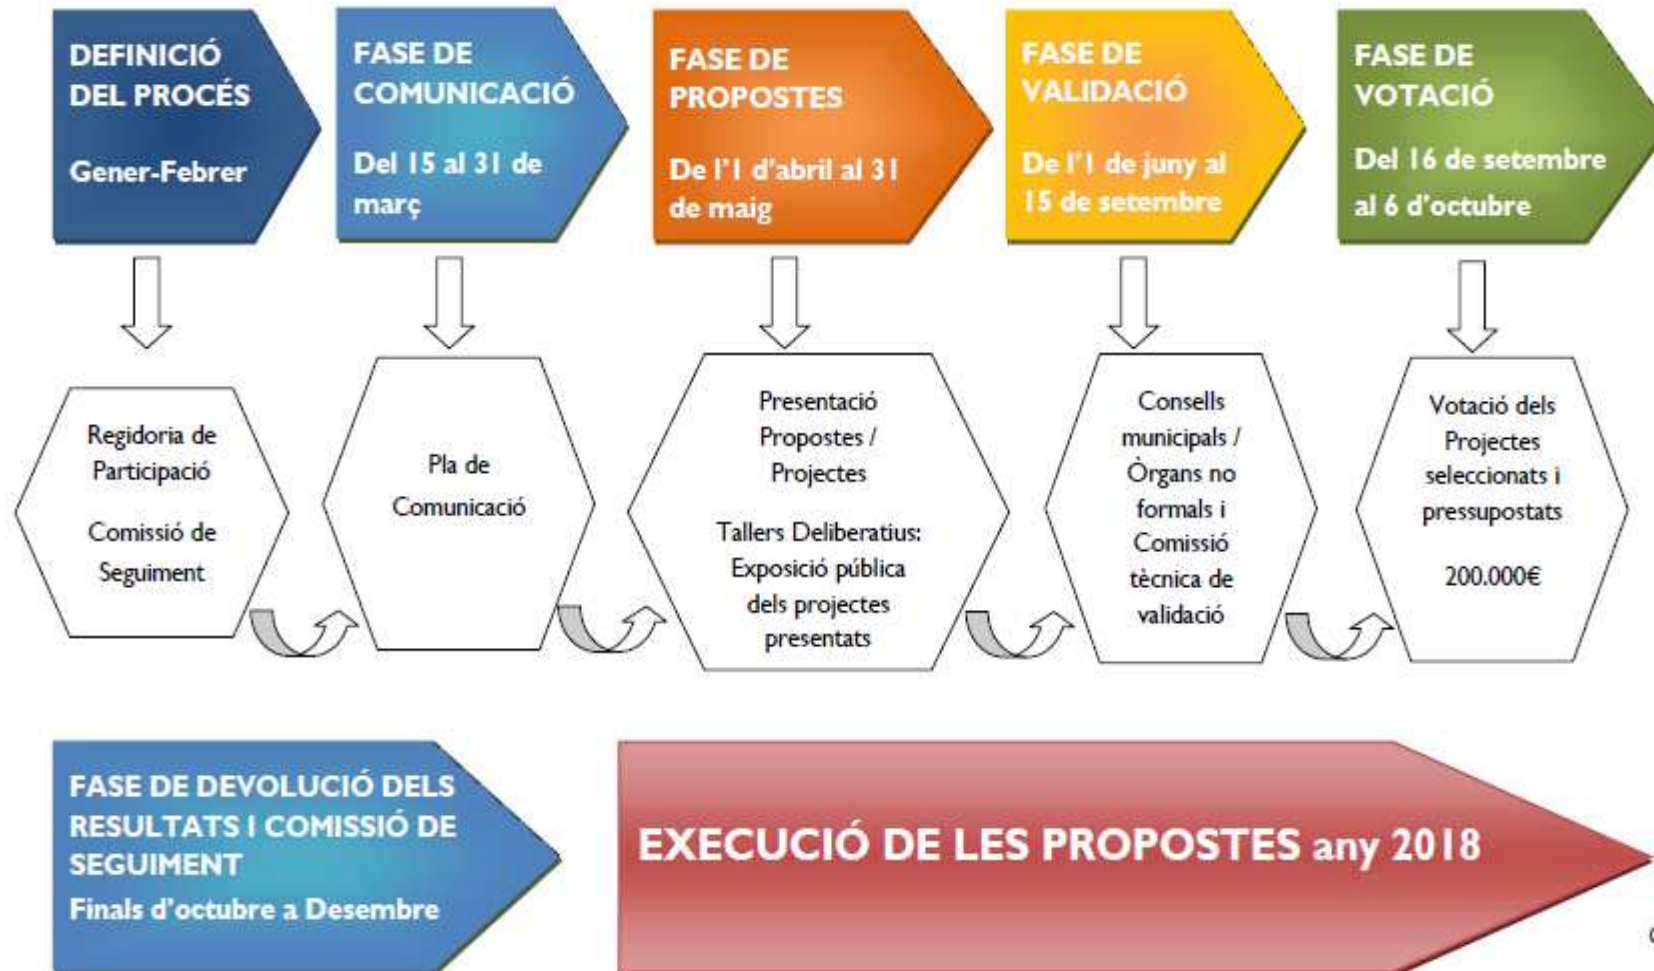 DEFINICIÓ
DEL PROCÉS
Gener-Febrer
FASE DE
COMUNICACIÓ
Del 15 al 31 de
març
FASE DE
PROPOSTES
De l'1 d'abril al 31
de maig
FASE DE
VALIDACIÓ
De l'1 de juny al
15 de setembre
FASE DE
VOTACIÓ
Del 16 de setembre
al 6 d'octubre
Regidoria de
Participació
Comissió de
Seguiment
Pla de
Comunicació
Presentació
Propostes /
Projectes
Tallers Deliberatius:
Exposició pública
dels projectes
presentats
Consells
municipals /
Òrgans no
formals i
Comissió
tècnica de
validació
Votació dels
Projectes
seleccionats i
pressupostats
200.000€
FASE DE DEVOLUCIÓ DELS
RESULTATS I COMISSIÓ DE
SEGUIMENT
Finals d'octubre a Desembre
EXECUCIÓ DE LES PROPOSTES any 2018